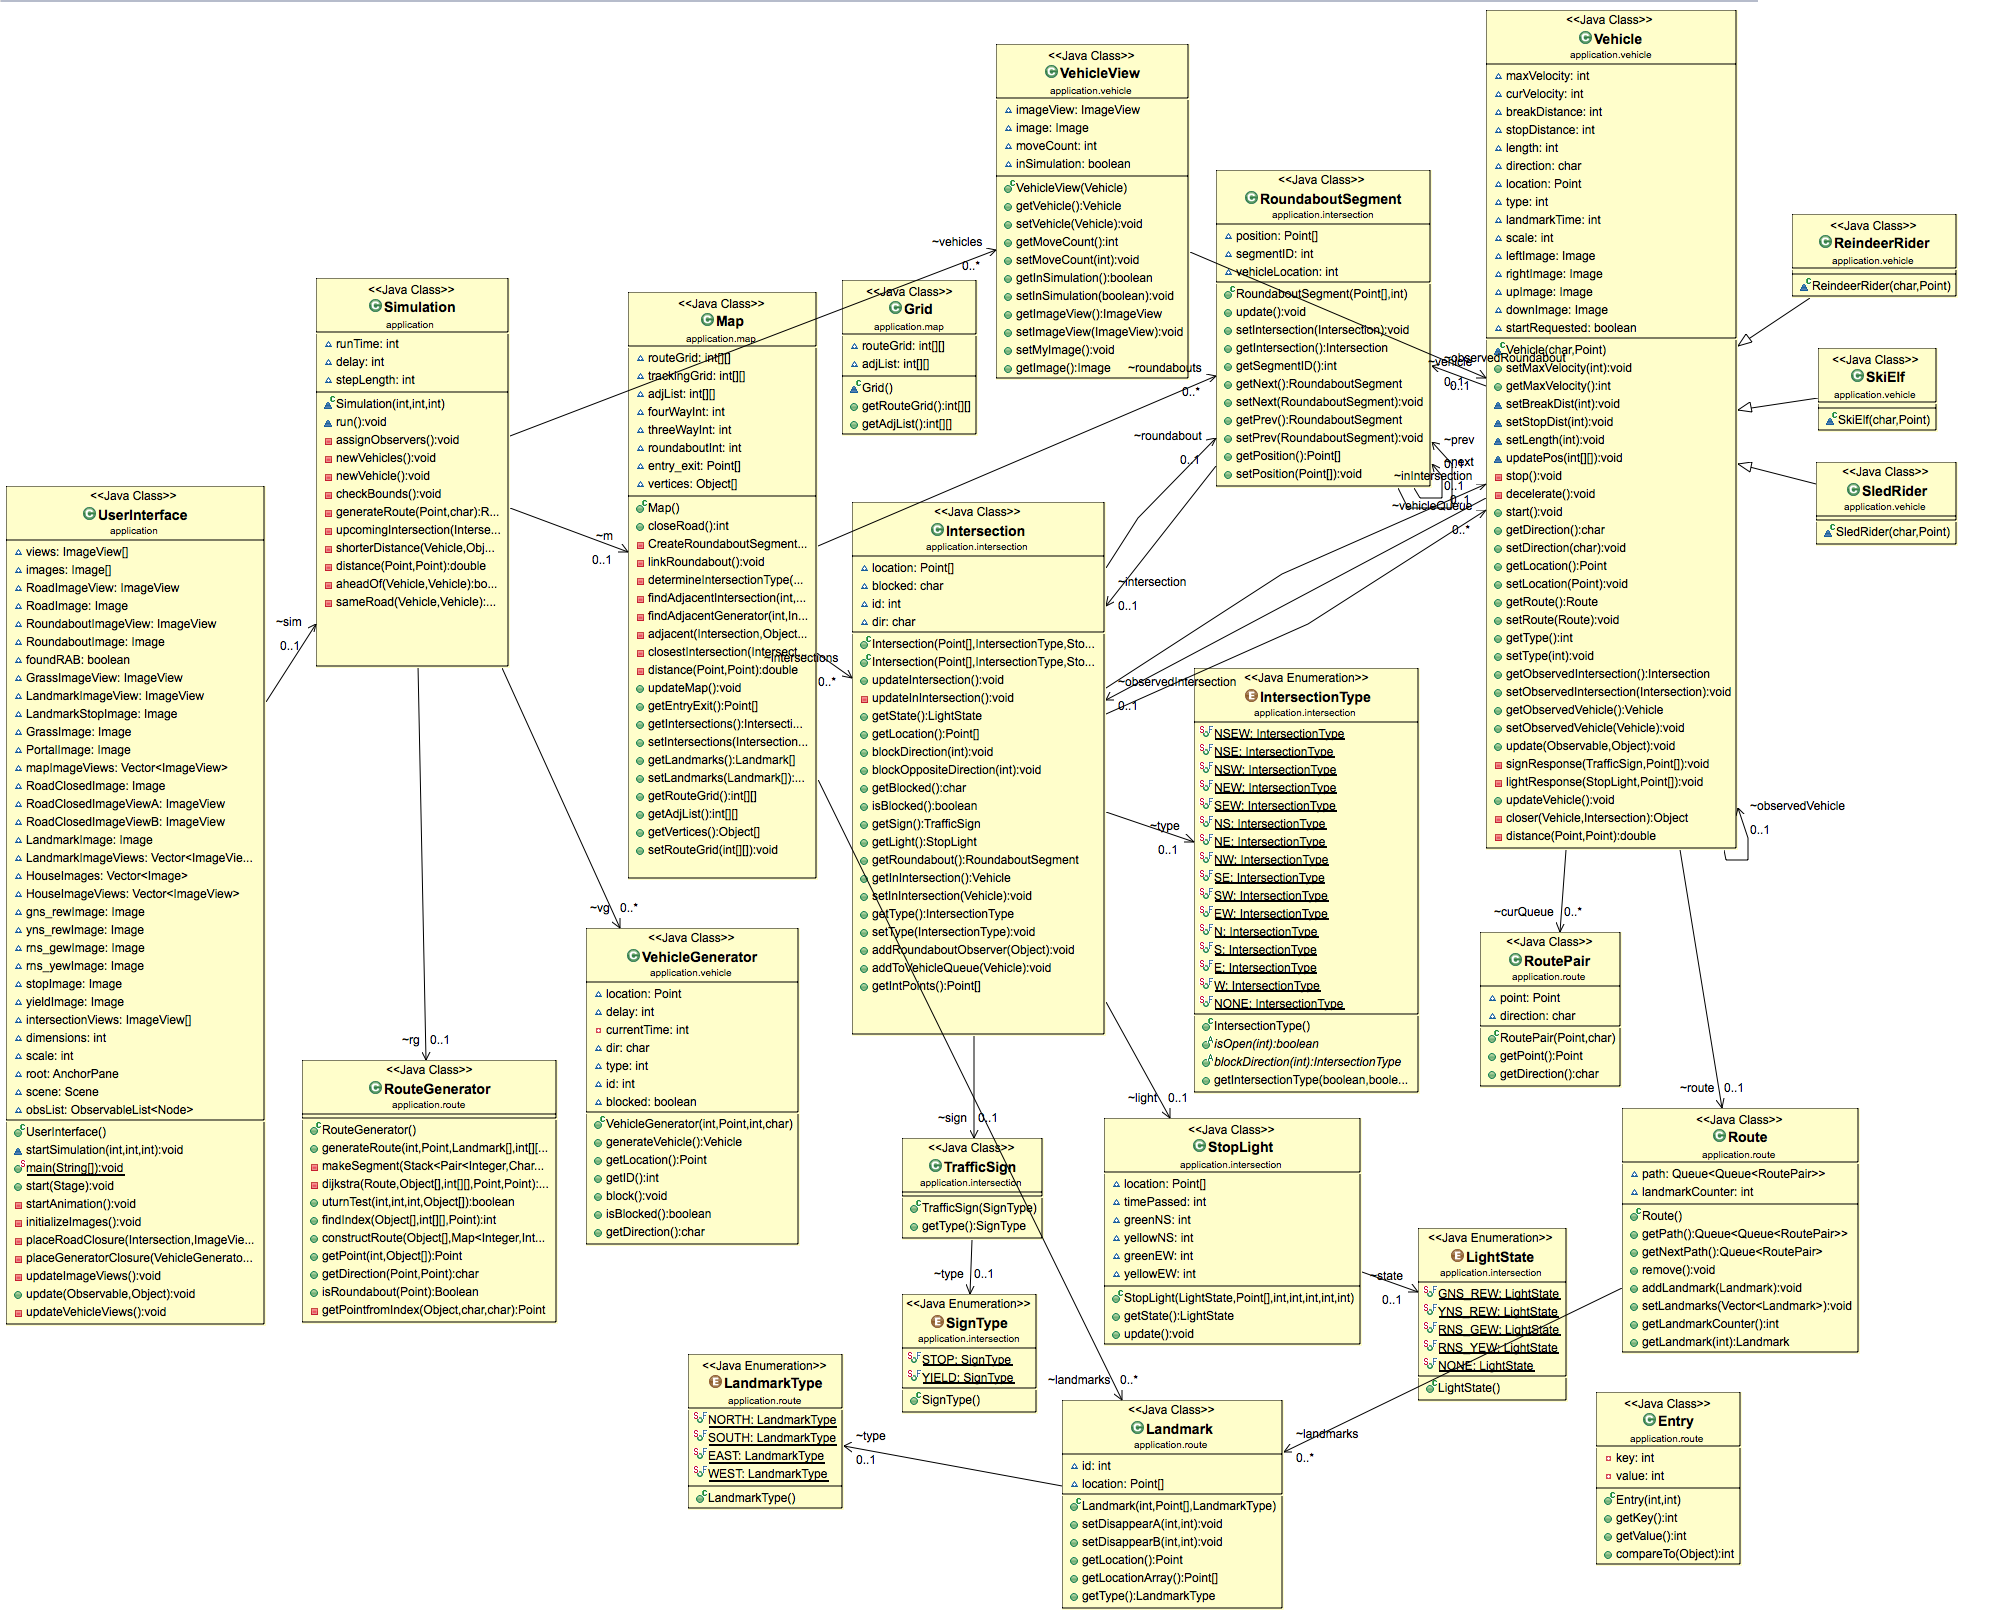 <<Java Class>>
UserInterface
application
views: ImageView[]
images: Image[]
RoadImageView: ImageView
RoadImage: Image
RoundaboutImageView: ImageView
RoundaboutImage: Image
foundRAB: boolean
GrassImageView: ImageView
LandmarkImageView: ImageView
LandmarkStopImage: Image
GrassImage: Image
PortalImage: Image
mapImageViews: Vector<ImageView>
RoadClosedImage: Image
RoadClosedImageViewA: ImageView
RoadClosedImageViewB: ImageView
LandmarkImage: Image
LandmarkImageViews: Vector<ImageVie...
HouseImages: Vector<Image>
HouseImageViews: Vector<ImageView>
gns_rewImage: Image
yns_rewImage: Image
rns_gewImage: Image
rns_yewImage: Image
stopImage: Image
yieldImage: Image
intersectionViews: ImageView[]
dimensions: int
scale: int
root: AnchorPane
scene: Scene
obsList: ObservableList<Node>
UserInterface()
startSimulation(int,int,int):void
main(String[]):void
start(Stage):void
startAnimation():void
initializeImages():void
placeRoadClosure(Intersection,ImageVie...
placeGeneratorClosure(VehicleGenerato...
updateImageViews():void
update(Observable,Object):void
updateVehicleViews():void
~sim
0..1
<<Java Class>>
Simulation
application
runTime: int
delay: int
stepLength: int
Simulation(int,int,int)
run():void
assignObservers():void
newVehicles():void
newVehicle():void
checkBounds():void
generateRoute(Point,char):R...
upcomingIntersection(Interse...
shorterDistance(Vehicle,Obj...
distance(Point,Point):double
aheadOf(Vehicle,Vehicle):bo...
sameRoad(Vehicle,Vehicle):...
~vehicles
0..*
~m
0..1
~vg 0..*
~rg 0..1
<<Java Class>>
RouteGenerator
application.route
RouteGenerator()
generateRoute(int,Point,Landmark[],int[][...
makeSegment(Stack<Pair<Integer,Char...
dijkstra(Route,Object[],int[][],Point,Point):...
uturnTest(int,int,int,Object[]):boolean
findIndex(Object[],int[][],Point):int
constructRoute(Object[],Map<Integer,Int...
getPoint(int,Object[]):Point
getDirection(Point,Point):char
isRoundabout(Point):Boolean
getPointfromIndex(Object,char,char):Point
<<Java Class>>
VehicleGenerator
application.vehicle
location: Point
delay: int
currentTime: int
dir: char
type: int
id: int
blocked: boolean
VehicleGenerator(int,Point,int,char)
generateVehicle():Vehicle
getLocation():Point
getID():int
block():void
isBlocked():boolean
getDirection():char
<<Java Class>>
Map
application.map
routeGrid: int[][]
trackingGrid: int[][]
adjList: int[][]
fourWayInt: int
threeWayInt: int
roundaboutInt: int
entry_exit: Point[]
vertices: Object[]
Map()
closeRoad():int
CreateRoundaboutSegment...
linkRoundabout():void
determineIntersectionType(...
findAdjacentIntersection(int,...
findAdjacentGenerator(int,In...
adjacent(Intersection,Object...
closestIntersection(Intersect...
distance(Point,Point):double
updateMap():void
getEntryExit():Point[]
getIntersections():Intersecti...
setIntersections(Intersection...
getLandmarks():Landmark[]
setLandmarks(Landmark[]):...
getRouteGrid():int[][]
getAdjList():int[][]
getVertices():Object[]
setRouteGrid(int[][]):void
~intersections
0..*
~roundabouts
0..*
~landmarks 0..*
<<Java Class>>
Grid
application.map
routeGrid: int[][]
adjList: int[][]
Grid()
getRouteGrid():int[][]
getAdjList():int[][]
<<Java Class>>
VehicleView
application.vehicle
imageView: ImageView
image: Image
moveCount: int
inSimulation: boolean
VehicleView(Vehicle)
getVehicle():Vehicle
setVehicle(Vehicle):void
getMoveCount():int
setMoveCount(int):void
getInSimulation():boolean
setInSimulation(boolean):void
getImageView():ImageView
setImageView(ImageView):void
setMyImage():void
getImage():Image
<<Java Class>>
RoundaboutSegment
application.intersection
position: Point[]
segmentID: int
vehicleLocation: int
RoundaboutSegment(Point[],int)
update():void
setIntersection(Intersection):void
getIntersection():Intersection
getSegmentID():int
getNext():RoundaboutSegment
setNext(RoundaboutSegment):void
getPrev():RoundaboutSegment
setPrev(RoundaboutSegment):void
getPosition():Point[]
setPosition(Point[]):void
~vehicle
~observedRoundabout
0..1
~prev
~next
0..1
~inIntersection
0..1
~vehicleQueue
0..*
~roundabout
0..1
~intersection
0..1
~observedIntersection
0..1
<<Java Class>>
Intersection
application.intersection
location: Point[]
blocked: char
id: int
dir: char
Intersection(Point[],IntersectionType,Sto...
Intersection(Point[],IntersectionType,Sto...
updateIntersection():void
updateInIntersection():void
getState():LightState
getLocation():Point[]
blockDirection(int):void
blockOppositeDirection(int):void
getBlocked():char
isBlocked():boolean
getSign():TrafficSign
getLight():StopLight
getRoundabout():RoundaboutSegment
getInIntersection():Vehicle
setInIntersection(Vehicle):void
getType():IntersectionType
setType(IntersectionType):void
addRoundaboutObserver(Object):void
addToVehicleQueue(Vehicle):void
getIntPoints():Point[]
~type
0..1
~light 0..1
~sign 0..1
<<Java Enumeration>>
IntersectionType
application.intersection
NSEW: IntersectionType
NSE: IntersectionType
NSW: IntersectionType
NEW: IntersectionType
SEW: IntersectionType
NS: IntersectionType
NE: IntersectionType
NW: IntersectionType
SE: IntersectionType
SW: IntersectionType
EW: IntersectionType
N: IntersectionType
S: IntersectionType
E: IntersectionType
W: IntersectionType
NONE: IntersectionType
IntersectionType()
isOpen(int):boolean
blockDirection(int):IntersectionType
getIntersectionType(boolean,boole...
<<Java Class>>
TrafficSign
application.intersection
TrafficSign(SignType)
getType():SignType
~type 0..1
<<Java Enumeration>>
SignType
application.intersection
STOP: SignType
YIELD: SignType
SignType()
<<Java Class>>
StopLight
application.intersection
location: Point[]
timePassed: int
greenNS: int
yellowNS: int
greenEW: int
yellowEW: int
StopLight(LightState,Point[],int,int,int,int,int)
getState():LightState
update():void
~state
0..1
<<Java Enumeration>>
LightState
application.intersection
GNS_REW: LightState
YNS_REW: LightState
RNS_GEW: LightState
RNS_YEW: LightState
NONE: LightState
LightState()
<<Java Enumeration>>
LandmarkType
application.route
NORTH: LandmarkType
SOUTH: LandmarkType
EAST: LandmarkType
WEST: LandmarkType
LandmarkType()
~type
0..1
<<Java Class>>
Landmark
application.route
id: int
location: Point[]
Landmark(int,Point[],LandmarkType)
setDisappearA(int,int):void
setDisappearB(int,int):void
getLocation():Point
getLocationArray():Point[]
getType():LandmarkType
~landmarks
0..*
<<Java Class>>
Vehicle
application.vehicle
maxVelocity: int
curVelocity: int
breakDistance: int
stopDistance: int
length: int
direction: char
location: Point
type: int
landmarkTime: int
scale: int
leftImage: Image
rightImage: Image
upImage: Image
downImage: Image
startRequested: boolean
Vehicle(char,Point)
setMaxVelocity(int):void
getMaxVelocity():int
setBreakDist(int):void
setStopDist(int):void
setLength(int):void
updatePos(int[][]):void
stop():void
decelerate():void
start():void
getDirection():char
setDirection(char):void
getLocation():Point
setLocation(Point):void
getRoute():Route
setRoute(Route):void
getType():int
setType(int):void
getObservedIntersection():Intersection
setObservedIntersection(Intersection):void
getObservedVehicle():Vehicle
setObservedVehicle(Vehicle):void
update(Observable,Object):void
signResponse(TrafficSign,Point[]):void
lightResponse(StopLight,Point[]):void
updateVehicle():void
closer(Vehicle,Intersection):Object
distance(Point,Point):double
~observedVehicle
0..1
~curQueue 0..*
~route 0..1
<<Java Class>>
ReindeerRider
application.vehicle
ReindeerRider(char,Point)
<<Java Class>>
SkiElf
application.vehicle
SkiElf(char,Point)
<<Java Class>>
SledRider
application.vehicle
SledRider(char,Point)
<<Java Class>>
RoutePair
application.route
point: Point
direction: char
RoutePair(Point,char)
getPoint():Point
getDirection():char
<<Java Class>>
Route
application.route
path: Queue<Queue<RoutePair>>
landmarkCounter: int
Route()
getPath():Queue<Queue<RoutePair>>
getNextPath():Queue<RoutePair>
remove():void
addLandmark(Landmark):void
setLandmarks(Vector<Landmark>):void
getLandmarkCounter():int
getLandmark(int):Landmark
<<Java Class>>
Entry
application.route
key: int
value: int
Entry(int,int)
getKey():int
getValue():int
compareTo(Object):int